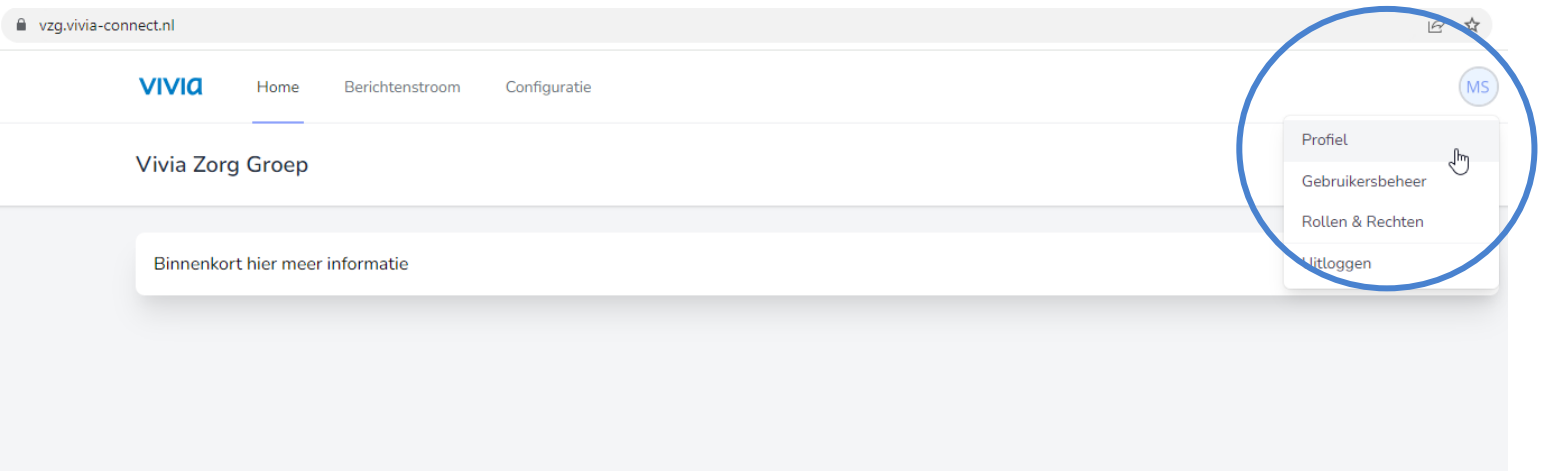 vzg.vivia-connect.nl
VIVIA Home Berichtenstroom Configuratie MS
Vivia Zorg Groep
Profiel
Gebruikersbeheer
Rollen & Rechten
Uitloggen
Binnenkort hier meer informatie